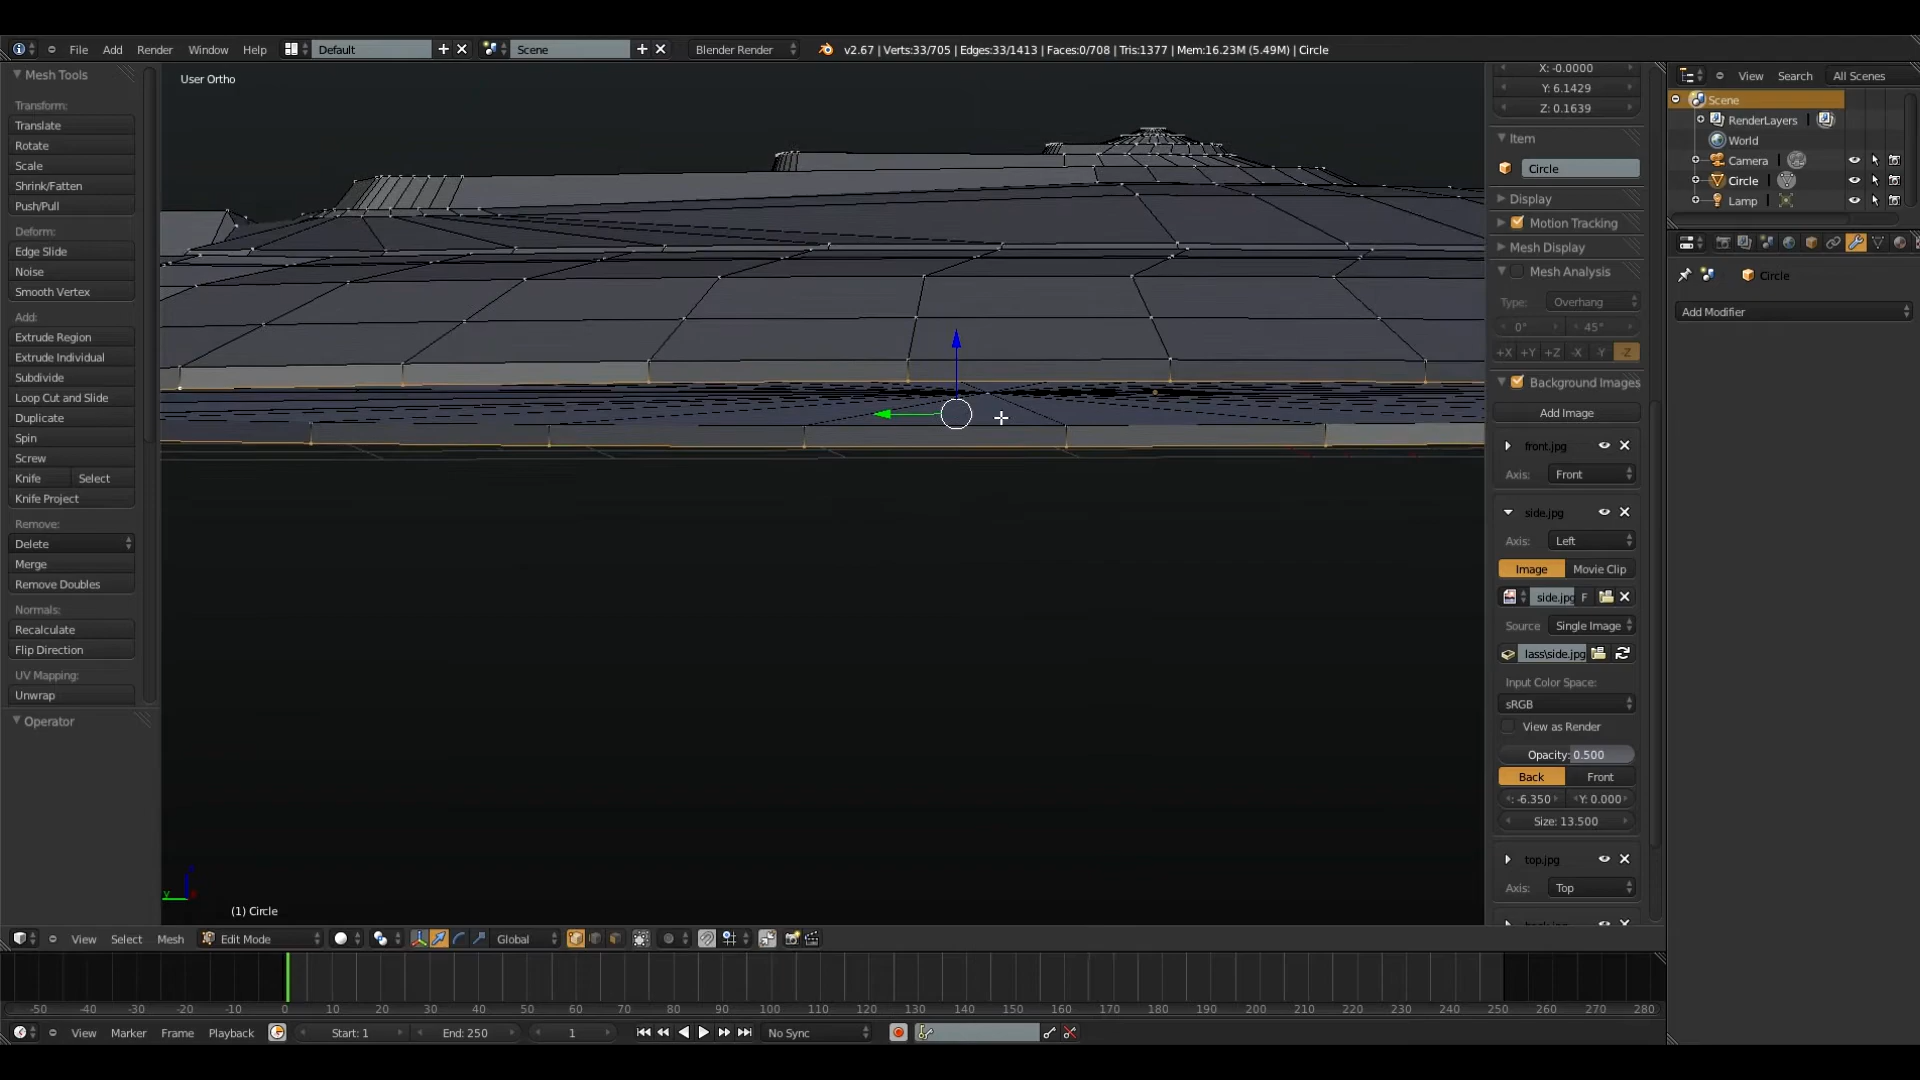 File Add Render Window Help Default Scene Blender Render v2.67 | Verts:33/705 | Edges:33/1413 | Faces:0/708 | Tris:1377 | Mem:16.23M (5.49M) | Circle
Mesh Tools
Transform:
Translate
Rotate
Scale
Shrink/Fatten
Push/Pull
Deform:
Edge Slide
Noise
Smooth Vertex
Add:
Extrude Region
Extrude Individual
Subdivide
Loop Cut and Slide
Duplicate
Spin
Screw
Knife Select
Knife Project
Remove:
Delete
Merge
Remove Doubles
Normals:
Recalculate
Flip Direction
UV Mapping:
Unwrap
Operator
User Ortho
(1) Circle
X: -0.0000
Y: 6.1429
Z: 0.1639
Item
Circle
Display
Motion Tracking
Mesh Display
Mesh Analysis
Type: Overhang
0° 45°
+X +Y +Z -X -Y -Z
Background Images
Add Image
front.jpg
Axis: Front
side.jpg
Axis: Left
Image Movie Clip
side.jpg F
Source Single Image
lass\side.jpg
Input Color Space:
sRGB
View as Render
Opacity: 0.500
Back Front
: -6.350 Y: 0.000
Size: 13.500
top.jpg
Axis: Top
View Search All Scenes
Scene
RenderLayers
World
Camera
Circle
Lamp
Circle
Add Modifier
View Select Mesh Edit Mode Global
-50 -40 -30 -20 -10 0 10 20 30 40 50 60 70 80 90 100 110 120 130 140 150 160 170 180 190 200 210 220 230 240 250 260 270 280
View Marker Frame Playback Start: 1 End: 250 1 No Sync